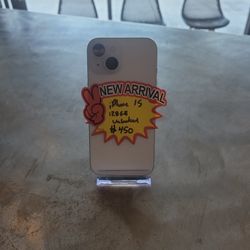 NEW ARRIVAL
iPhone 15
128GB
Unlocked
$450